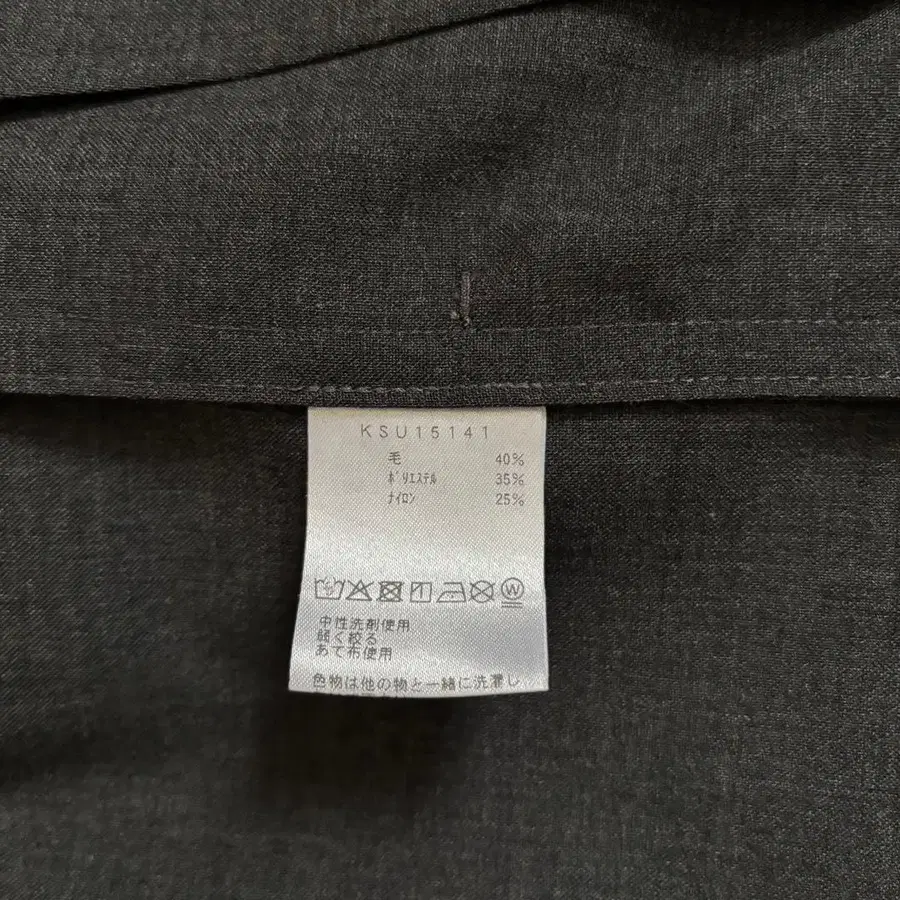 KSU15141
毛 40%
ﾎﾟﾘｴｽﾃﾙ 35%
ﾅｲﾛﾝ 25%
W
中性洗剤使用
弱く絞る
あて布使用
色物は他の物と一緒に洗濯し